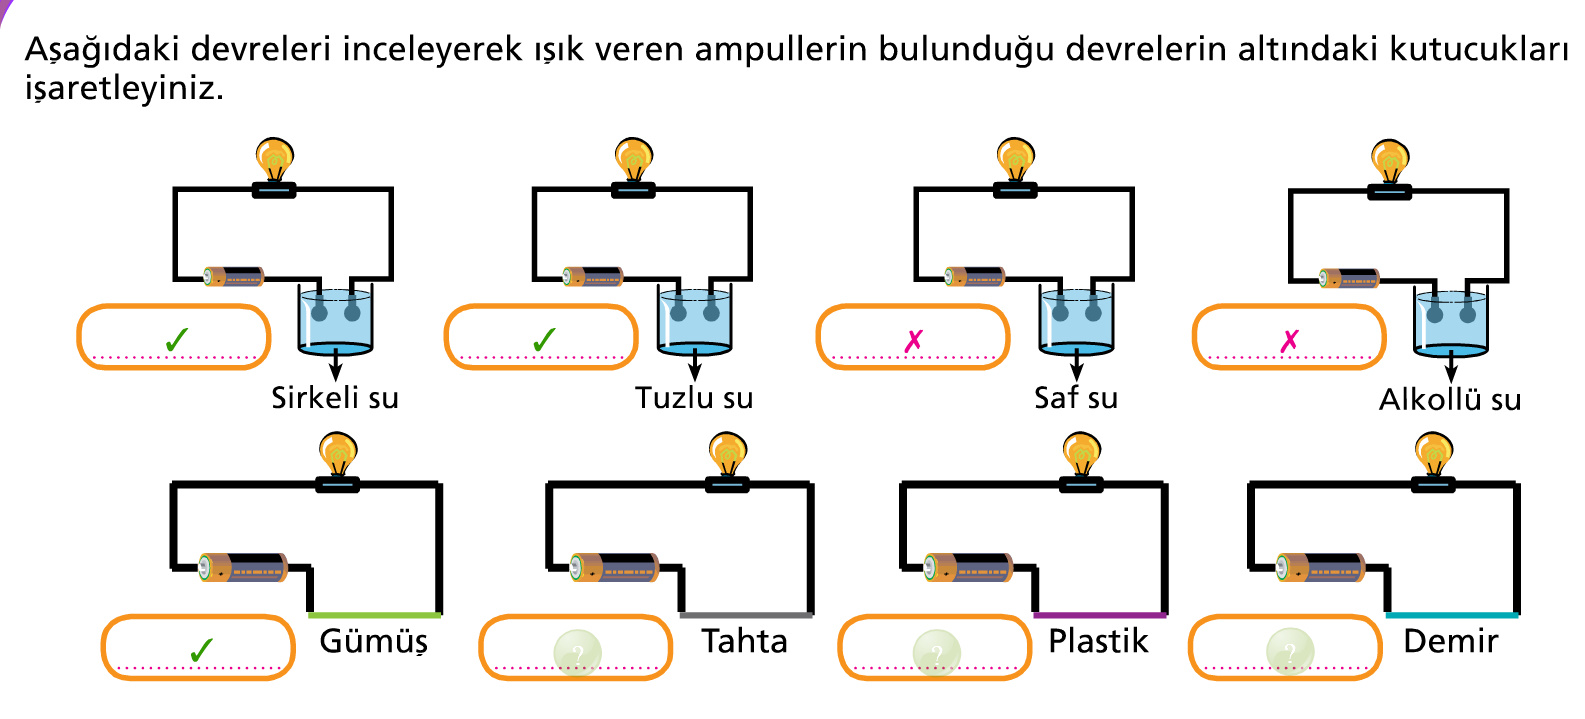 Aşağıdaki devreleri inceleyerek ışık veren ampullerin bulunduğu devrelerin altındaki kutucukları
işaretleyiniz.
✓ ✓ ✗ ✗
Sirkeli su Tuzlu su Saf su Alkollü su
✓ Gümüş ? Tahta ? Plastik ? Demir